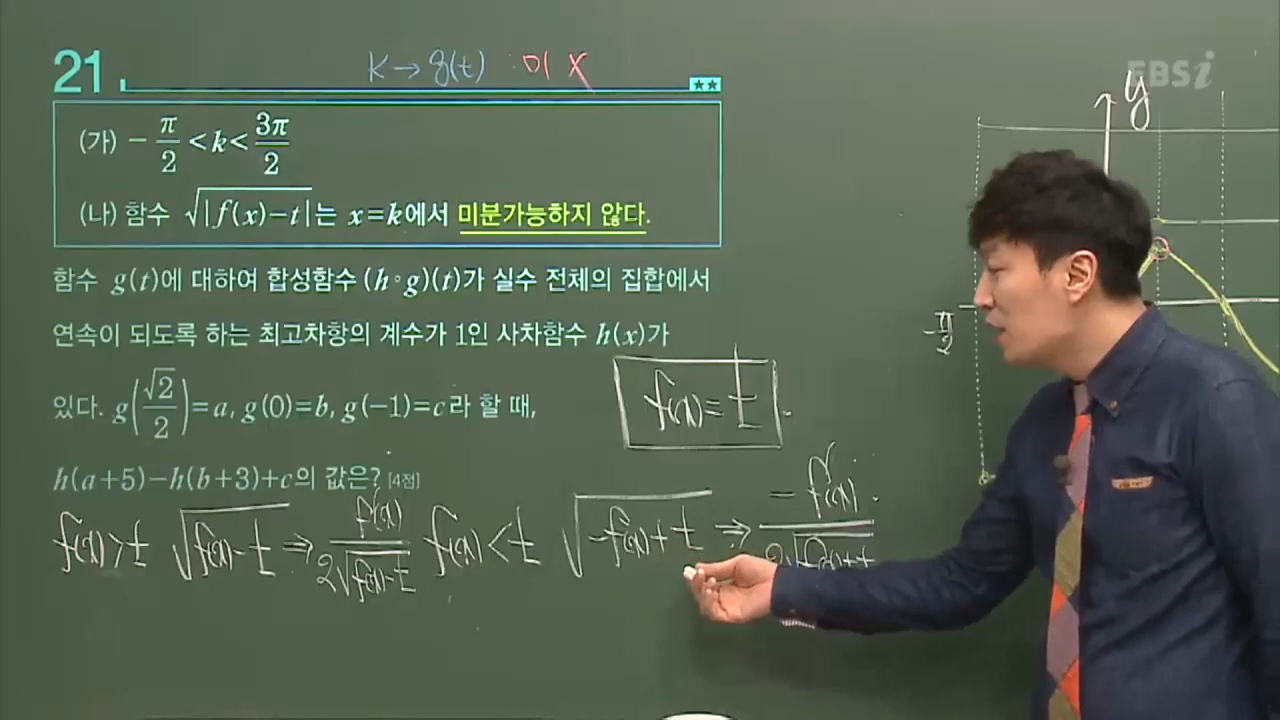 EBSi
21 K→g(t) :미 X
★★
(가) −π/2 < k < 3π/2
(나) 함수 √|f(x)−t| 는 x=k에서 미분가능하지 않다.
함수 g(t)에 대하여 합성함수 (h∘g)(t)가 실수 전체의 집합에서
연속이 되도록 하는 최고차항의 계수가 1인 사차함수 h(x)가
있다. g(√2/2)=a, g(0)=b, g(−1)=c라 할 때,
h(a+5)−h(b+3)+c의 값은? [4점]
f(x)=t.
f(x)>t √f(x)−t ⇒ f'(x)/2√f(x)−t f(x)<t √−f(x)+t ⇒ −f'(x)/2√−f(x)+t
y
−π/2